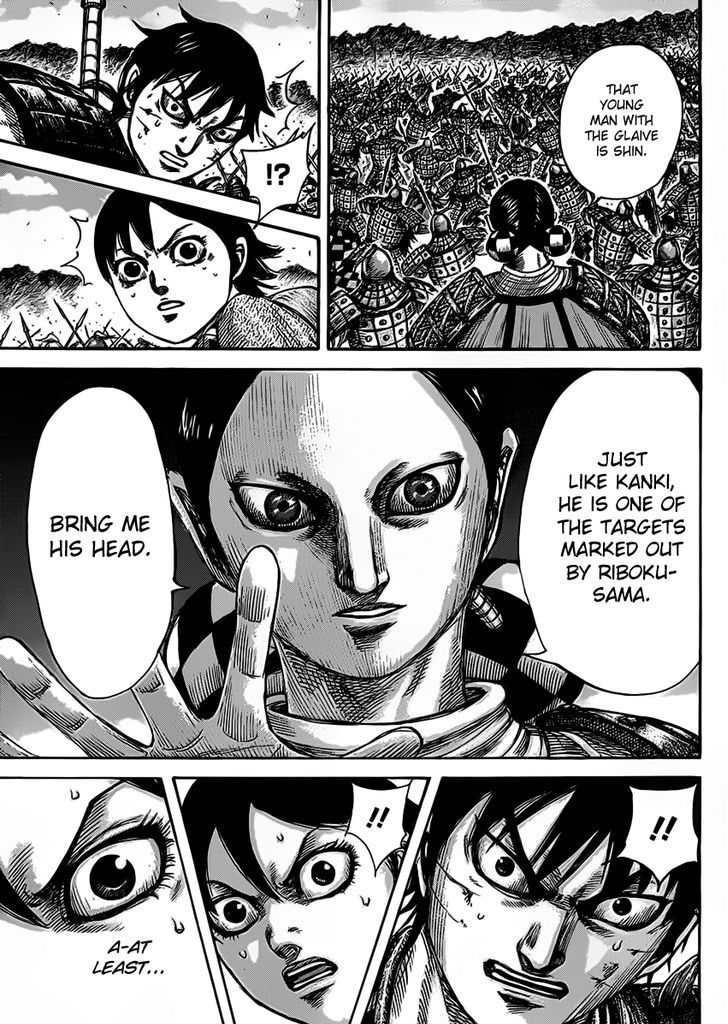 THAT
YOUNG
MAN WITH
THE GLAIVE
IS SHIN.
!?
JUST
LIKE KANKI,
HE IS ONE OF
THE TARGETS
MARKED OUT
BY RIBOKU-
SAMA.
BRING ME
HIS HEAD.
!!
!!
A-AT
LEAST...